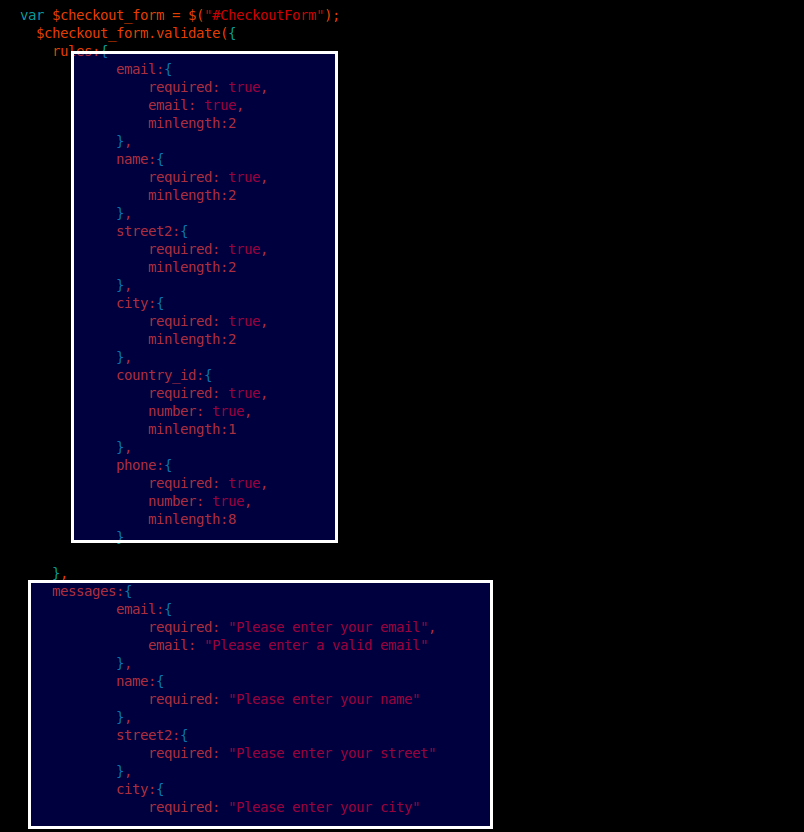 var $checkout_form = $("#CheckoutForm");
$checkout_form.validate({
rules:{
email:{
required: true,
email: true,
minlength:2
},
name:{
required: true,
minlength:2
},
street2:{
required: true,
minlength:2
},
city:{
required: true,
minlength:2
},
country_id:{
required: true,
number: true,
minlength:1
},
phone:{
required: true,
number: true,
minlength:8
}
},
messages:{
email:{
required: "Please enter your email",
email: "Please enter a valid email"
},
name:{
required: "Please enter your name"
},
street2:{
required: "Please enter your street"
},
city:{
required: "Please enter your city"